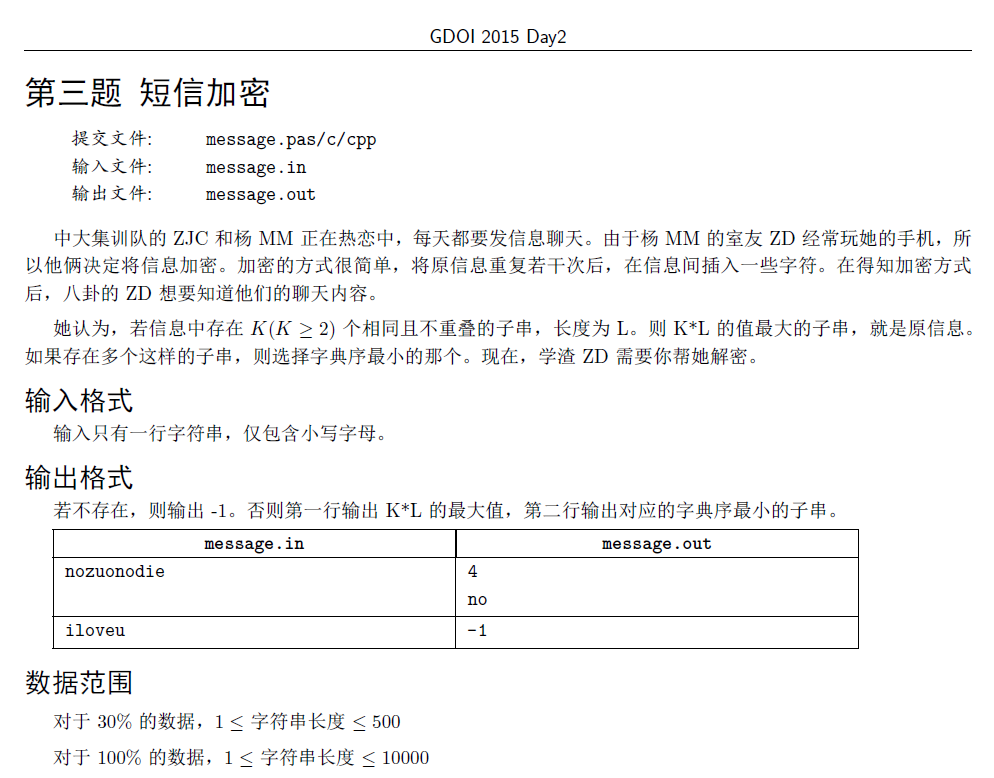 GDOI 2015 Day2
第三题 短信加密
提交文件: message.pas/c/cpp
输入文件: message.in
输出文件: message.out
中大集训队的 ZJC 和杨 MM 正在热恋中，每天都要发信息聊天。由于杨 MM 的室友 ZD 经常玩她的手机，所
以他俩决定将信息加密。加密的方式很简单，将原信息重复若干次后，在信息间插入一些字符。在得知加密方式
后，八卦的 ZD 想要知道他们的聊天内容。
她认为，若信息中存在 K(K ≥ 2) 个相同且不重叠的子串，长度为 L。则 K*L 的值最大的子串，就是原信息。
如果存在多个这样的子串，则选择字典序最小的那个。现在，学渣 ZD 需要你帮她解密。
输入格式
输入只有一行字符串，仅包含小写字母。
输出格式
若不存在，则输出 -1。否则第一行输出 K*L 的最大值，第二行输出对应的字典序最小的子串。
message.in message.out
nozuonodie 4
no
iloveu -1
数据范围
对于 30% 的数据，1 ≤ 字符串长度 ≤ 500
对于 100% 的数据，1 ≤ 字符串长度 ≤ 10000